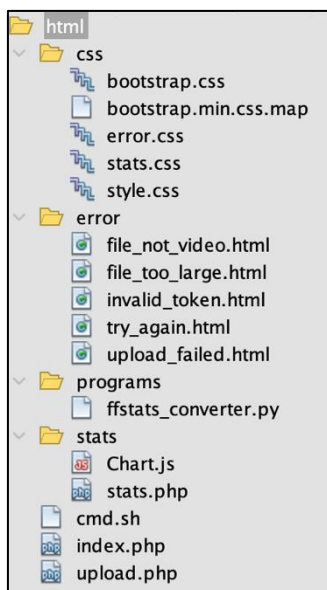 html
css
bootstrap.css
bootstrap.min.css.map
error.css
stats.css
style.css
error
file_not_video.html
file_too_large.html
invalid_token.html
try_again.html
upload_failed.html
programs
ffstats_converter.py
stats
Chart.js
stats.php
cmd.sh
index.php
upload.php